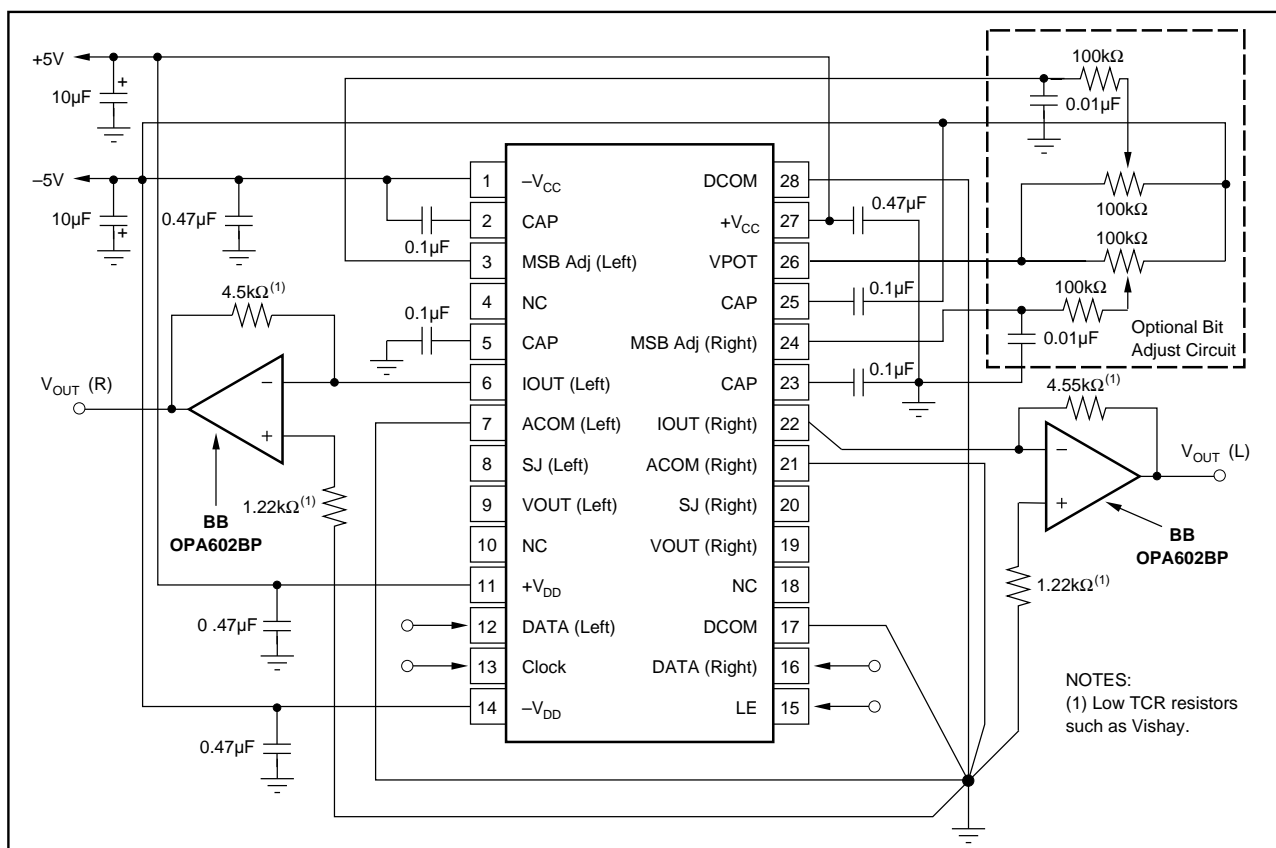 +5V
10µF
+
–5V
10µF
+
0.47µF
0.1µF
100kΩ
0.01µF
100kΩ
100kΩ
100kΩ
0.01µF
Optional Bit
Adjust Circuit
1 –VCC
2 CAP
3 MSB Adj (Left)
4 NC
5 CAP
6 IOUT (Left)
7 ACOM (Left)
8 SJ (Left)
9 VOUT (Left)
10 NC
11 +VDD
12 DATA (Left)
13 Clock
14 –VDD
DCOM 28
+VCC 27
VPOT 26
CAP 25
MSB Adj (Right) 24
CAP 23
IOUT (Right) 22
ACOM (Right) 21
SJ (Right) 20
VOUT (Right) 19
NC 18
DCOM 17
DATA (Right) 16
LE 15
0.47µF
0.1µF
0.1µF
4.5kΩ(1)
0.1µF
VOUT (R)
–
+
1.22kΩ(1)
BB
OPA602BP
0 .47µF
0.47µF
4.55kΩ(1)
–
+
VOUT (L)
BB
OPA602BP
1.22kΩ(1)
NOTES:
(1) Low TCR resistors
such as Vishay.